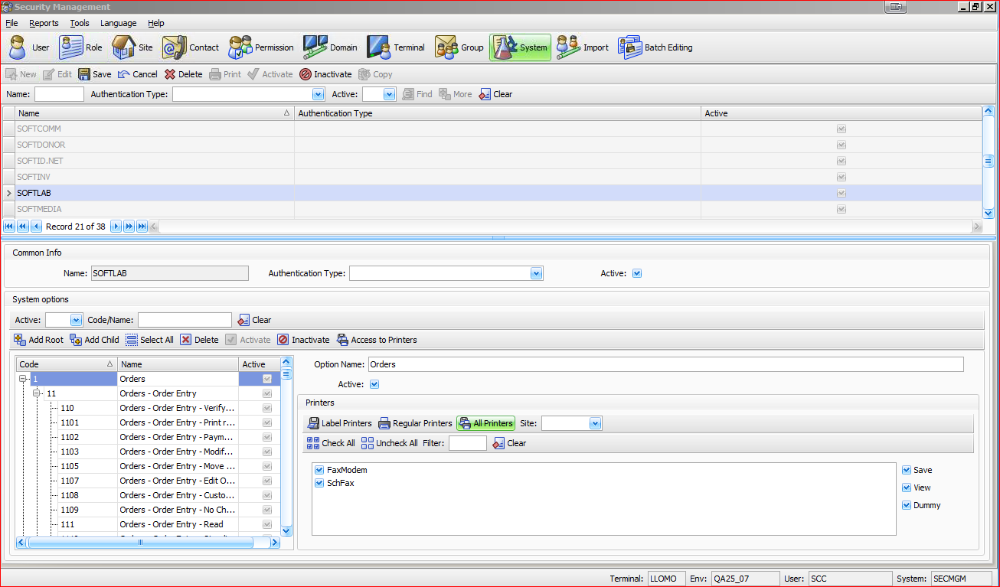 Security Management
File Reports Tools Language Help
User Role Site Contact Permission Domain Terminal Group System Import Batch Editing
New Edit Save Cancel Delete Print Activate Inactivate Copy
Name: Authentication Type: Active: Find More Clear
Name Authentication Type Active
SOFTCOMM
SOFTDONOR
SOFTID.NET
SOFTINV
SOFTLAB
SOFTMEDIA
Record 21 of 38
Common Info
Name: SOFTLAB Authentication Type: Active:
System options
Active: Code/Name: Clear
Add Root Add Child Select All Delete Activate Inactivate Access to Printers
Code Name Active
1 Orders
11 Orders - Order Entry
110 Orders - Order Entry - Verify...
1101 Orders - Order Entry - Print r...
1102 Orders - Order Entry - Paym...
1103 Orders - Order Entry - Modif...
1105 Orders - Order Entry - Move ...
1107 Orders - Order Entry - Edit O...
1108 Orders - Order Entry - Custo...
1109 Orders - Order Entry - No Ch...
111 Orders - Order Entry - Read
Option Name: Orders
Active:
Printers
Label Printers Regular Printers All Printers Site:
Check All Uncheck All Filter: Clear
FaxModem
SchFax
Save
View
Dummy
Terminal: LLOMO Env: QA25_07 User: SCC System: SECMGM